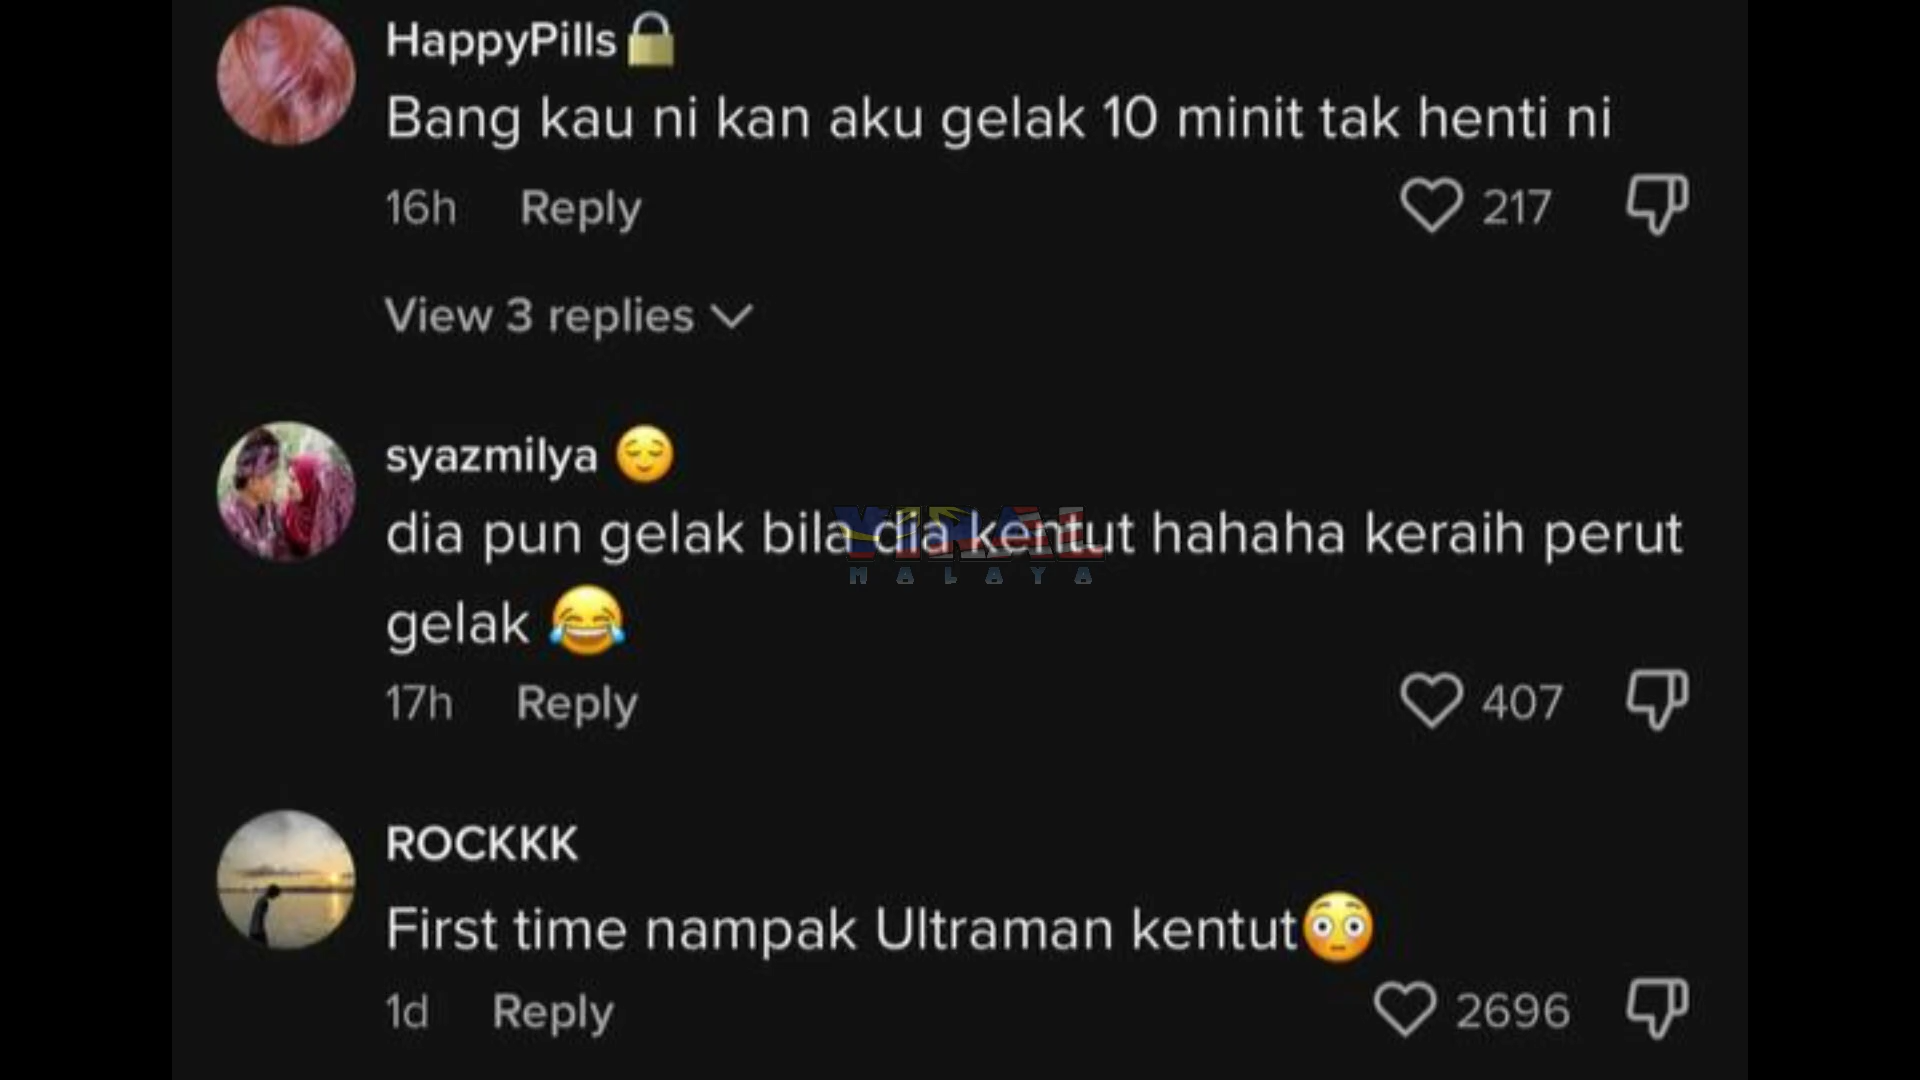 HappyPills🔒
Bang kau ni kan aku gelak 10 minit tak henti ni
16h Reply 217
View 3 replies
syazmilya 😌
dia pun gelak bila dia kentut hahaha keraih perut
gelak 😂
VIRAL
MALAYA
17h Reply 407
ROCKKK
First time nampak Ultraman kentut😳
1d Reply 2696